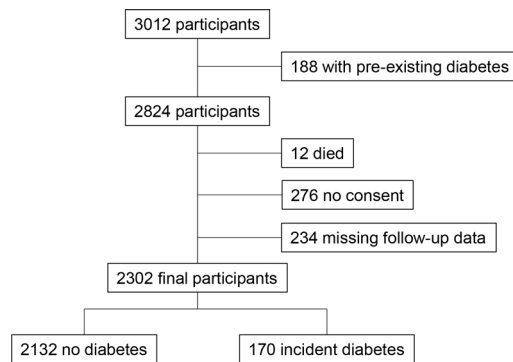 3012 participants
188 with pre-existing diabetes
2824 participants
12 died
276 no consent
234 missing follow-up data
2302 final participants
2132 no diabetes
170 incident diabetes